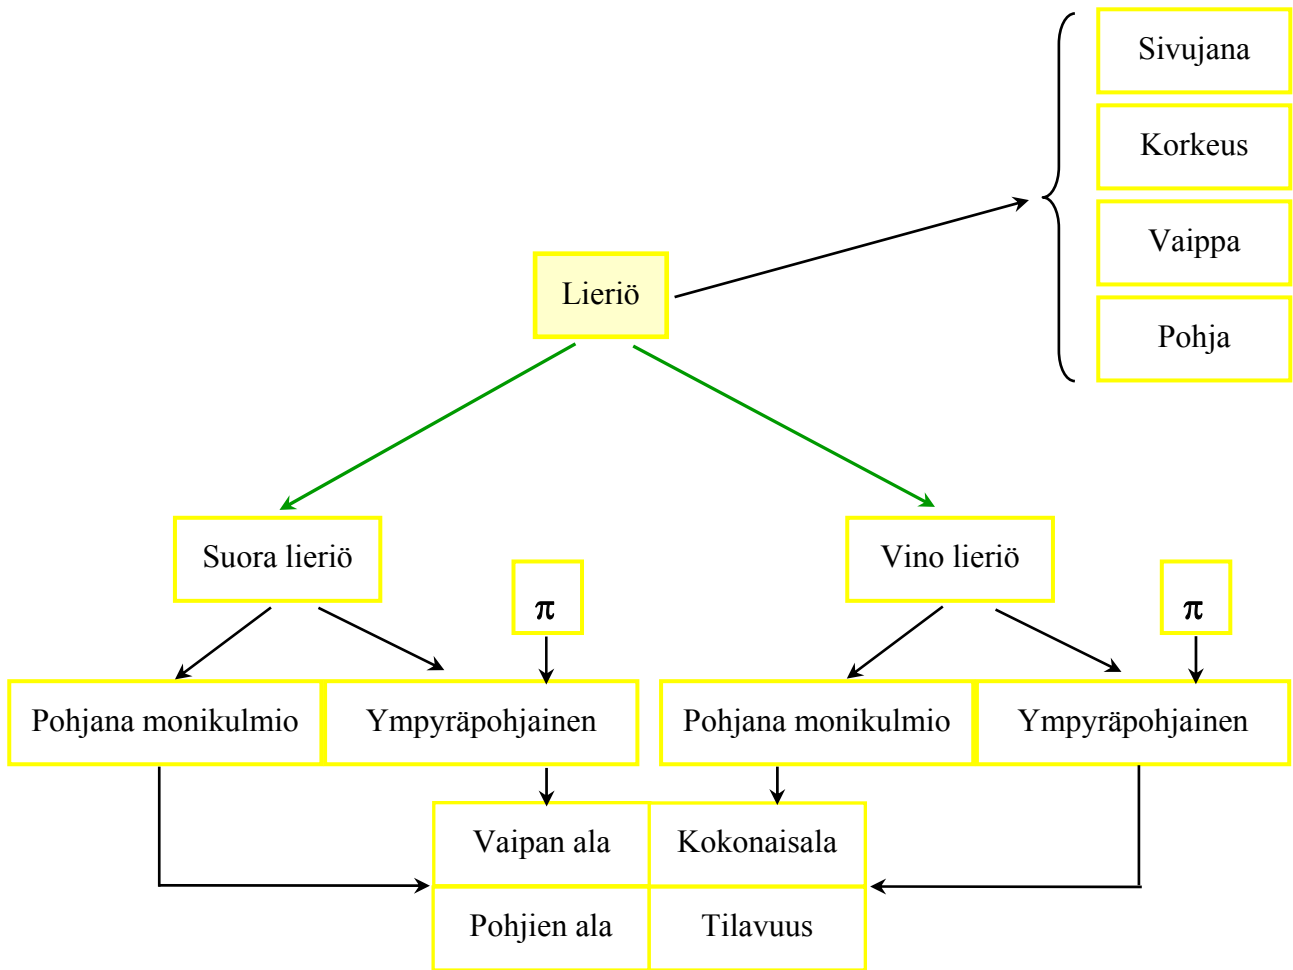 Sivujana
Korkeus
Vaippa
Lieriö
Pohja
Suora lieriö
Vino lieriö
π
π
Pohjana monikulmio
Ympyräpohjainen
Pohjana monikulmio
Ympyräpohjainen
Vaipan ala
Kokonaisala
Pohjien ala
Tilavuus